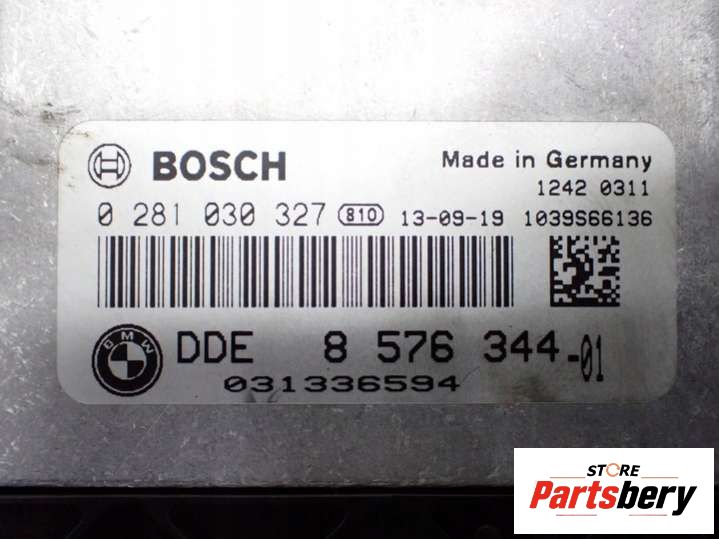 BOSCH Made in Germany
1242 0311
0 281 030 327 810 13-09-19 1039S66136
BMW DDE 8 576 344-01
031336594
STORE
Partsbery